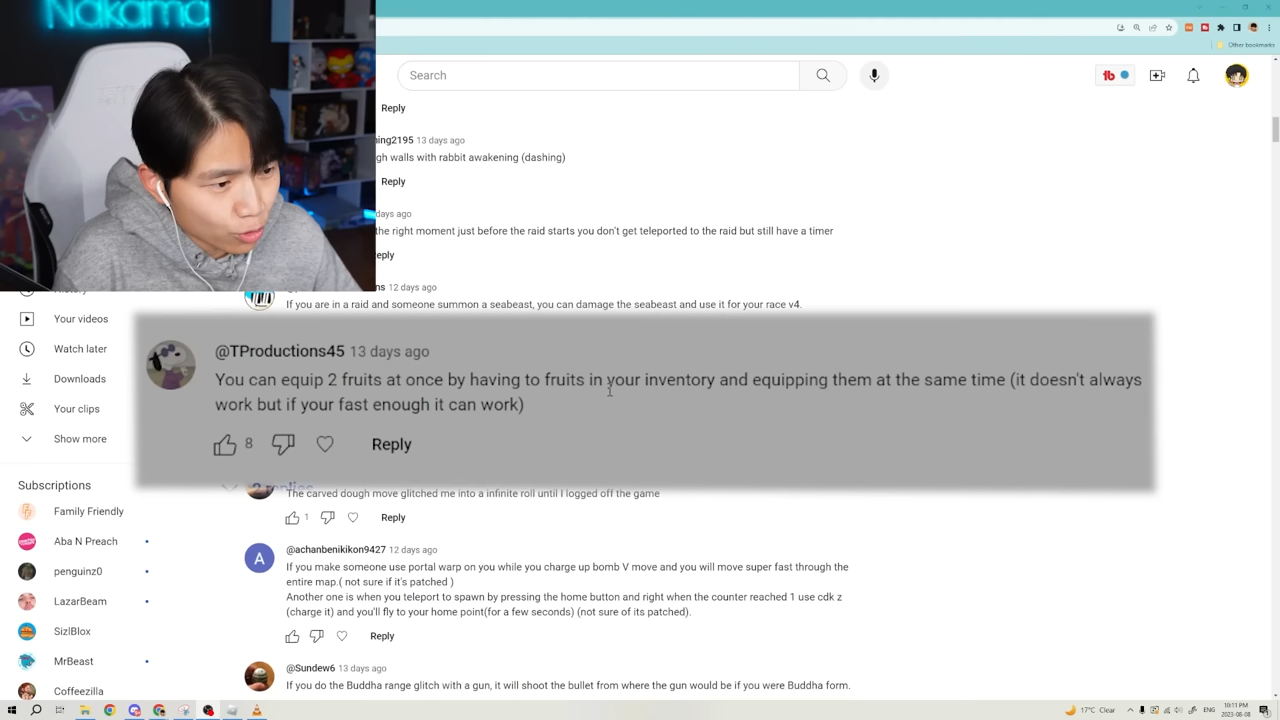 Nakama
Other bookmarks
Search
Reply
ning2195 13 days ago
gh walls with rabbit awakening (dashing)
Reply
days ago
the right moment just before the raid starts you don't get teleported to the raid but still have a timer
eply
ns 12 days ago
If you are in a raid and someone summon a seabeast, you can damage the seabeast and use it for your race v4.
@TProductions45 13 days ago
You can equip 2 fruits at once by having to fruits in your inventory and equipping them at the same time (it doesn't always
work but if your fast enough it can work)
8 Reply
2 replies
The carved dough move glitched me into a infinite roll until I logged off the game
1 Reply
A
@achanbenikikon9427 12 days ago
If you make someone use portal warp on you while you charge up bomb V move and you will move super fast through the
entire map.( not sure if it's patched )
Another one is when you teleport to spawn by pressing the home button and right when the counter reached 1 use cdk z
(charge it) and you'll fly to your home point(for a few seconds) (not sure of its patched).
Reply
@Sundew6 13 days ago
If you do the Buddha range glitch with a gun, it will shoot the bullet from where the gun would be if you were Buddha form.
History
Your videos
Watch later
Downloads
Your clips
Show more
Subscriptions
Family Friendly
Aba N Preach
penguinz0
LazarBeam
SizlBlox
MrBeast
Coffeezilla
17°C Clear
ENG
10:11 PM
2023-08-08